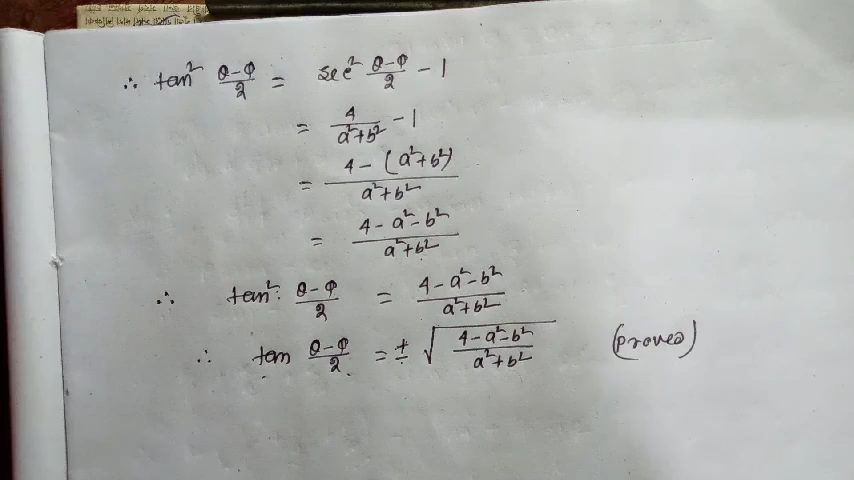 ∴ tan² (θ-φ)/2 = sec² (θ-φ)/2 - 1
= 4/(a²+b²) - 1
= (4 - (a²+b²))/(a²+b²)
= (4 - a² - b²)/(a²+b²)
∴ tan² (θ-φ)/2 = (4 - a² - b²)/(a²+b²)
∴ tan (θ-φ)/2 = ± √((4 - a² - b²)/(a²+b²)) (proved)